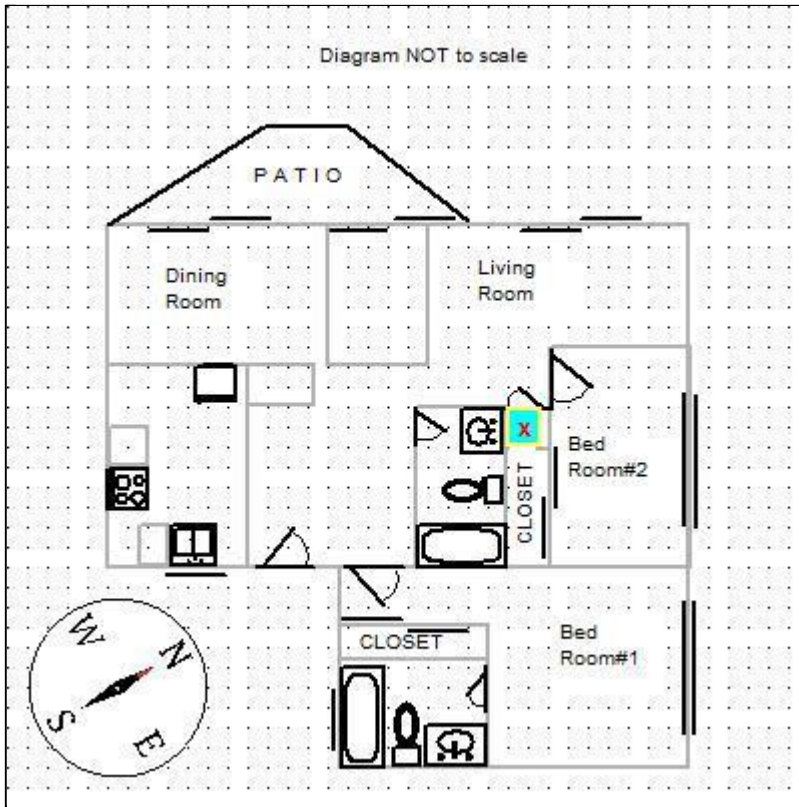 Diagram NOT to scale
PATIO
Dining
Room
Living
Room
X
Bed
Room#2
CLOSET
CLOSET
Bed
Room#1
W
N
S
E